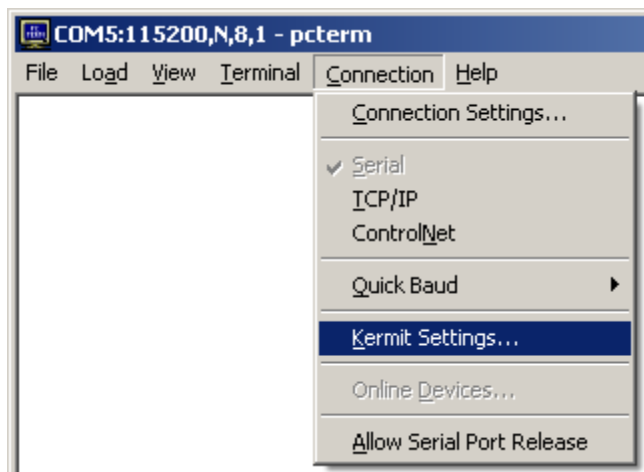 COM5:115200,N,8,1 - pcterm
File Load View Terminal Connection Help
Connection Settings...
Serial
TCP/IP
ControlNet
Quick Baud
Kermit Settings...
Online Devices...
Allow Serial Port Release